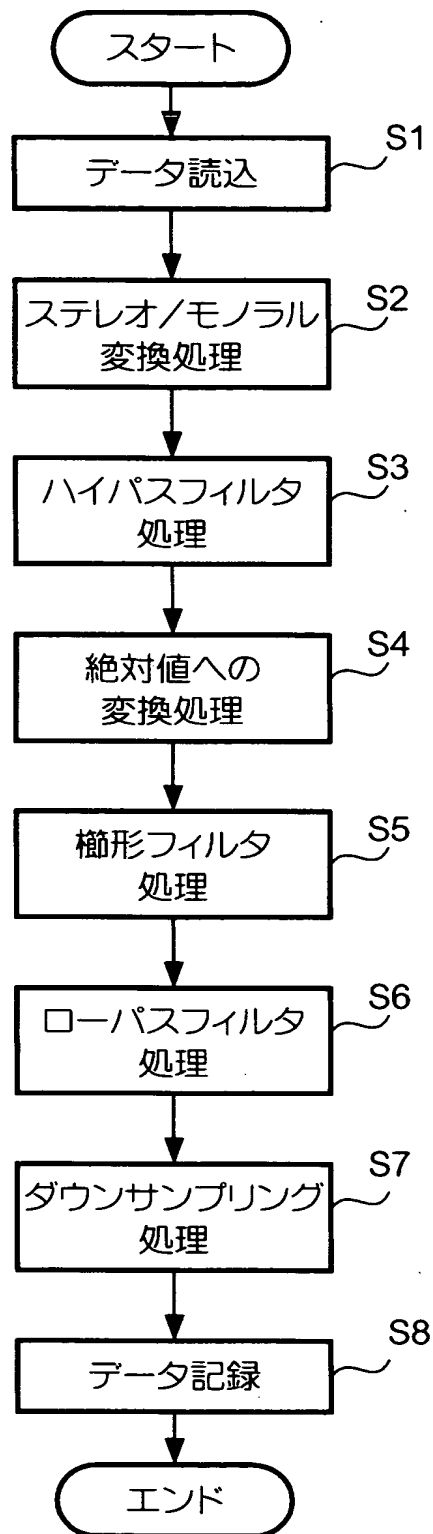 スタート
データ読込
S1
ステレオ／モノラル
変換処理
S2
ハイパスフィルタ
処理
S3
絶対値への
変換処理
S4
櫛形フィルタ
処理
S5
ローパスフィルタ
処理
S6
ダウンサンプリング
処理
S7
データ記録
S8
エンド